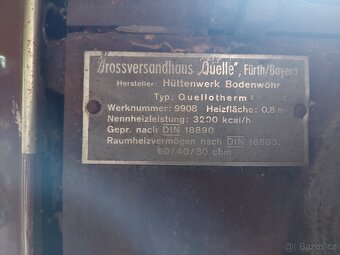 Grossversandhaus „Quelle", Fürth/Bayern
Hersteller: Hüttenwerk Bodenwöhr
Typ: Quellotherm
Werknummer: 9908 Heizfläche: 0,8 m²
Nennheizleistung: 3200 kcal/h
Gepr. nach DIN 18890
Raumheizvermögen nach DIN 18893:
60/40/30 cbm
Bazos.cz